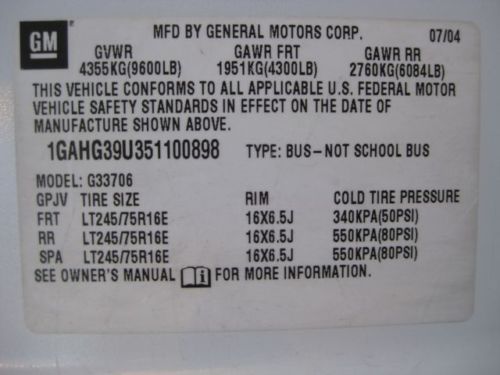 GM
MFD BY GENERAL MOTORS CORP. 07/04
GVWR GAWR FRT GAWR RR
4355KG(9600LB) 1951KG(4300LB) 2760KG(6084LB)
THIS VEHICLE CONFORMS TO ALL APPLICABLE U.S. FEDERAL MOTOR
VEHICLE SAFETY STANDARDS IN EFFECT ON THE DATE OF
MANUFACTURE SHOWN ABOVE.
1GAHG39U351100898 TYPE: BUS-NOT SCHOOL BUS
MODEL: G33706
GPJV TIRE SIZE RIM COLD TIRE PRESSURE
FRT LT245/75R16E 16X6.5J 340KPA(50PSI)
RR LT245/75R16E 16X6.5J 550KPA(80PSI)
SPA LT245/75R16E 16X6.5J 550KPA(80PSI)
SEE OWNER'S MANUAL i FOR MORE INFORMATION.